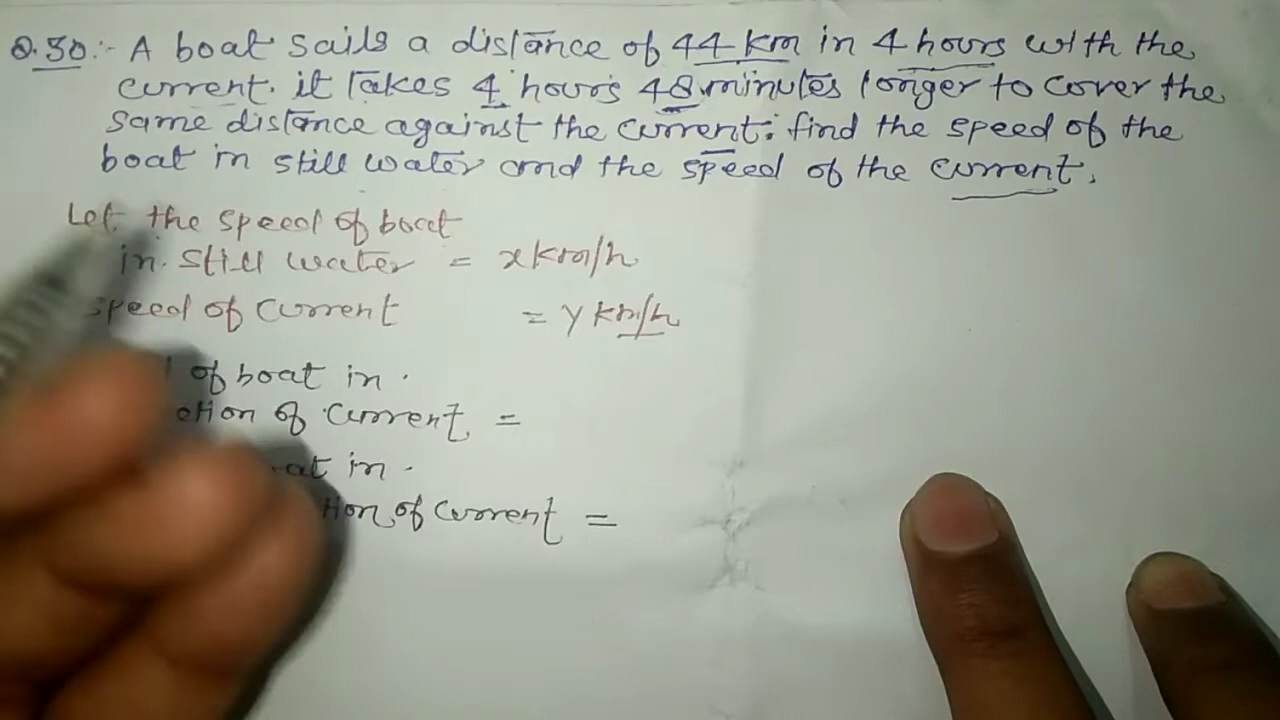 Q.30:- A boat sails a distance of 44 km in 4 hours with the
current. it takes 4 hours 48 minutes longer to cover the
same distance against the current. find the speed of the
boat in still water and the speed of the current.
Let the speed of boat
in still water = x km/h
speed of current = y km/h
of boat in
of current =
in
of current =